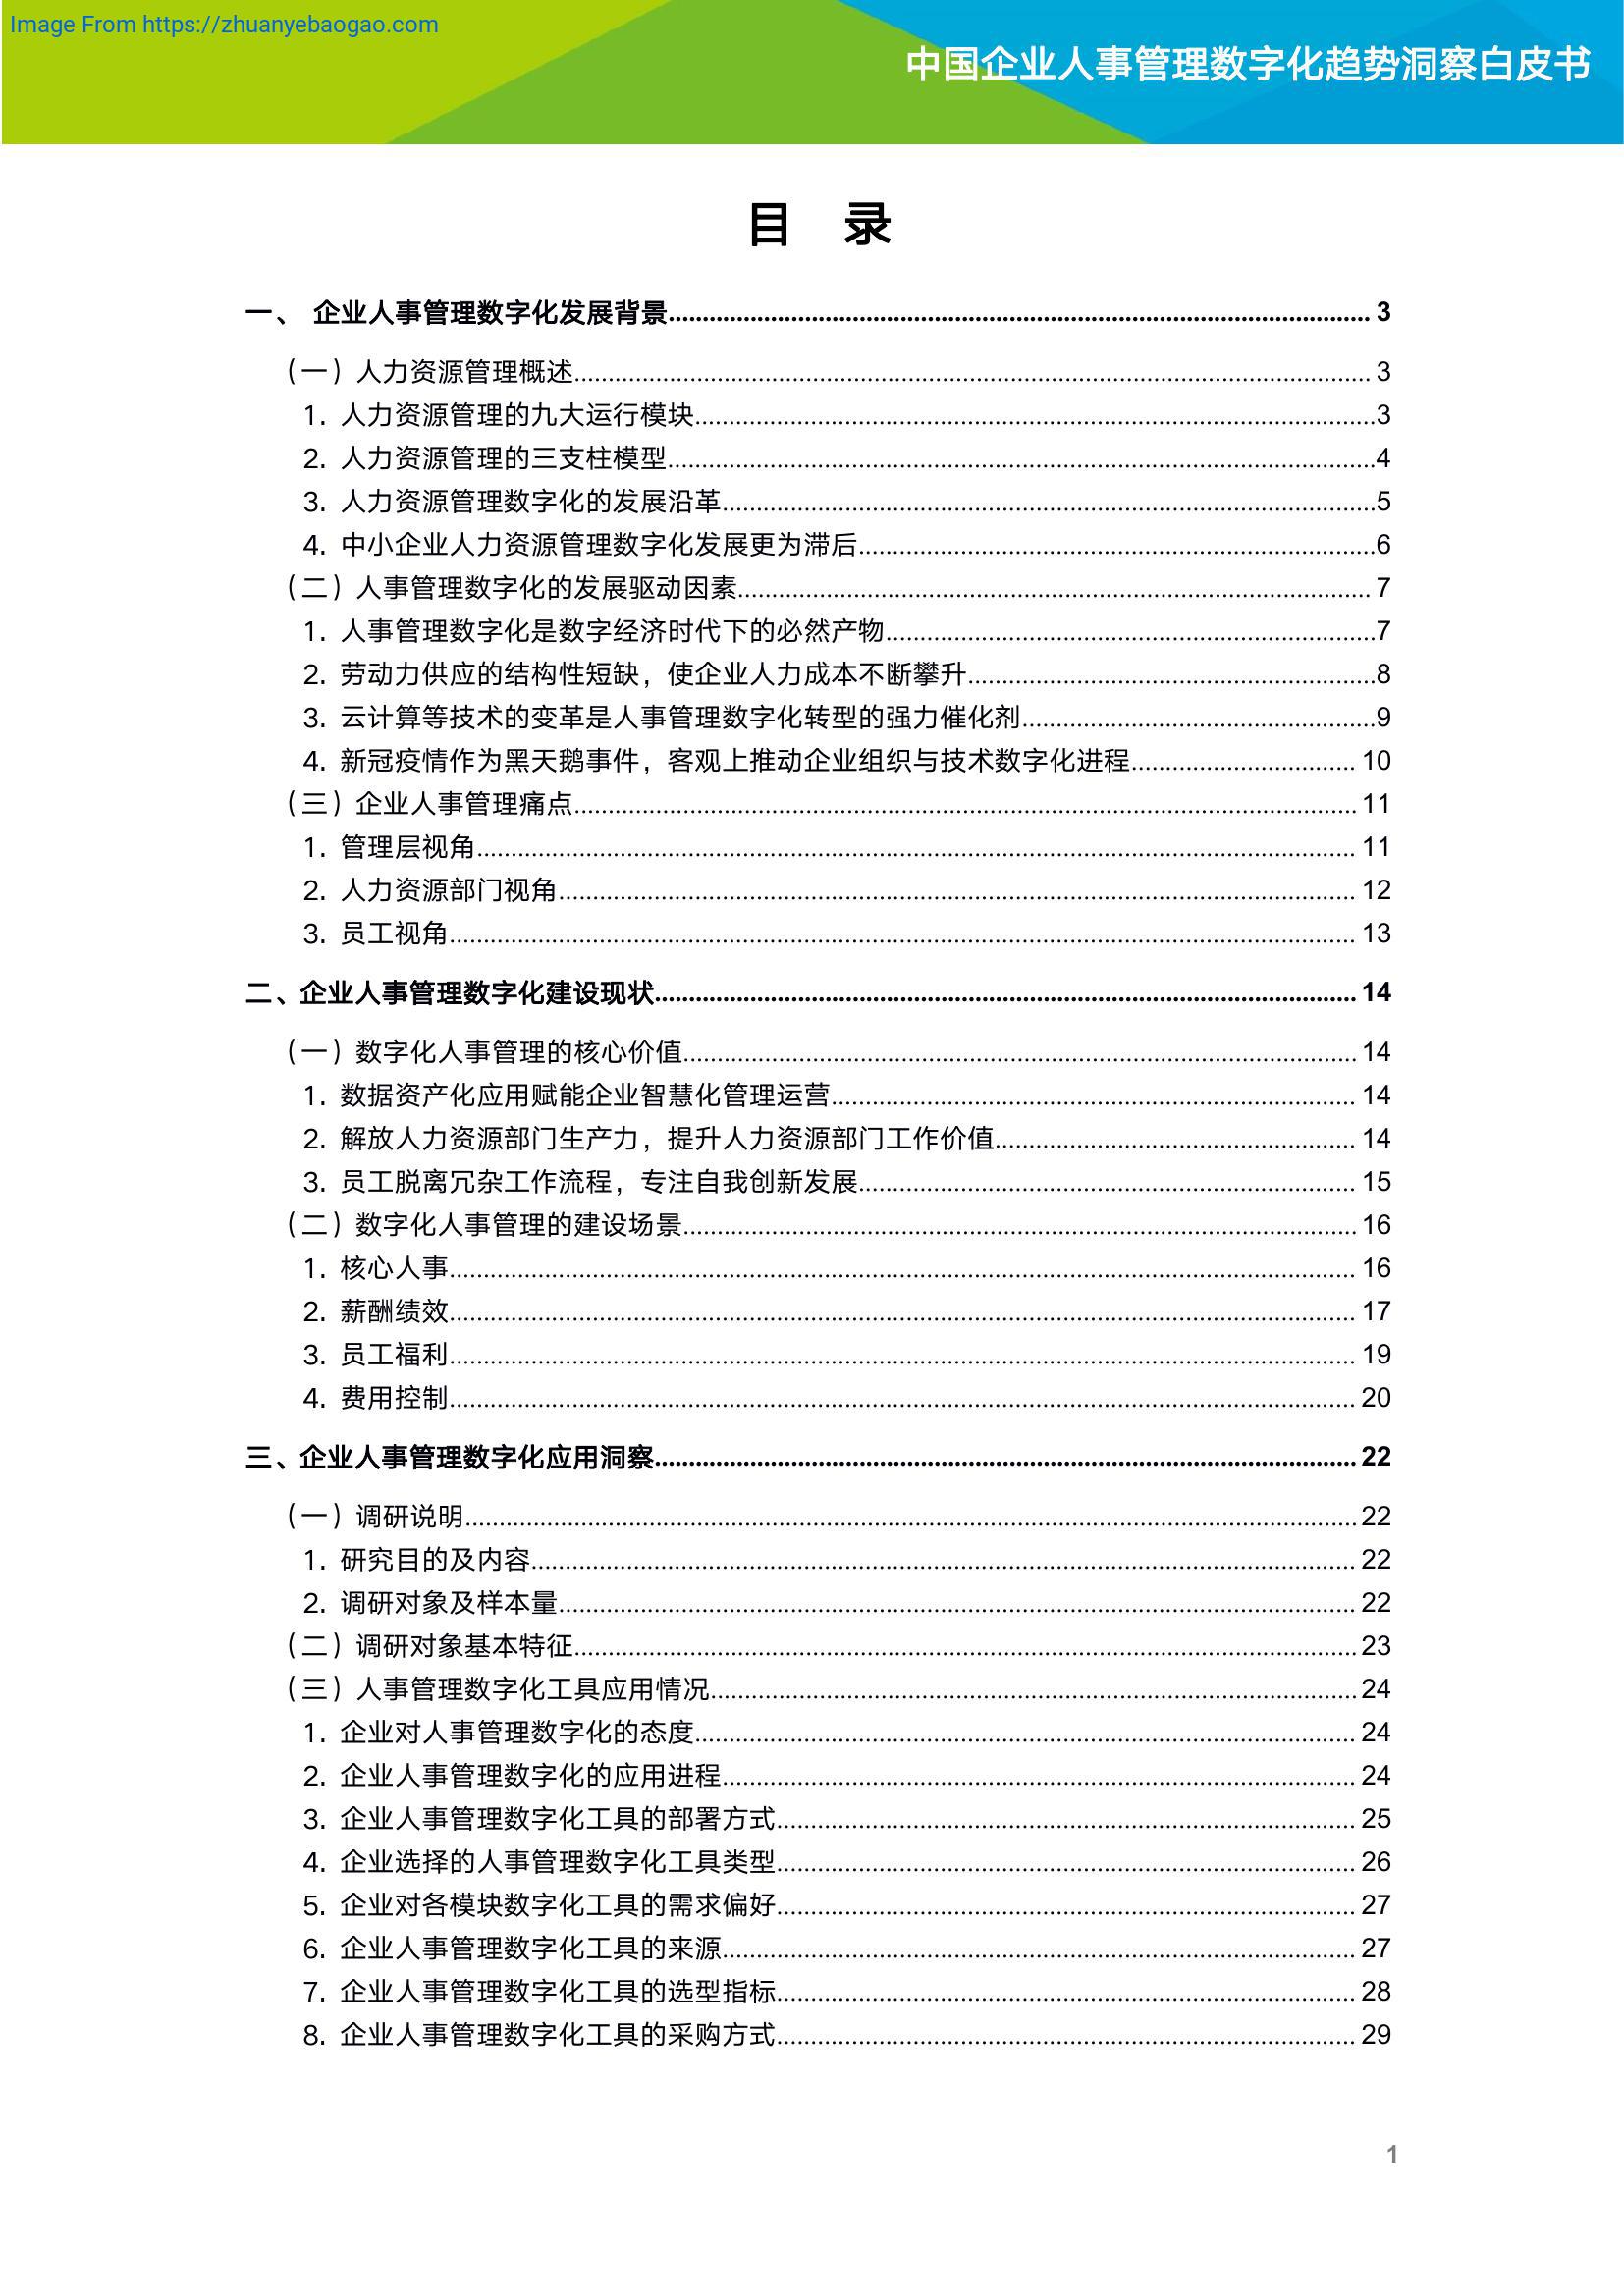 Image From https://zhuanyebaogao.com
中国企业人事管理数字化趋势洞察白皮书
目 录
一、 企业人事管理数字化发展背景 3
（一）人力资源管理概述 3
1. 人力资源管理的九大运行模块 3
2. 人力资源管理的三支柱模型 4
3. 人力资源管理数字化的发展沿革 5
4. 中小企业人力资源管理数字化发展更为滞后 6
（二）人事管理数字化的发展驱动因素 7
1. 人事管理数字化是数字经济时代下的必然产物 7
2. 劳动力供应的结构性短缺，使企业人力成本不断攀升 8
3. 云计算等技术的变革是人事管理数字化转型的强力催化剂 9
4. 新冠疫情作为黑天鹅事件，客观上推动企业组织与技术数字化进程 10
（三）企业人事管理痛点 11
1. 管理层视角 11
2. 人力资源部门视角 12
3. 员工视角 13
二、企业人事管理数字化建设现状 14
（一）数字化人事管理的核心价值 14
1. 数据资产化应用赋能企业智慧化管理运营 14
2. 解放人力资源部门生产力，提升人力资源部门工作价值 14
3. 员工脱离冗杂工作流程，专注自我创新发展 15
（二）数字化人事管理的建设场景 16
1. 核心人事 16
2. 薪酬绩效 17
3. 员工福利 19
4. 费用控制 20
三、企业人事管理数字化应用洞察 22
（一）调研说明 22
1. 研究目的及内容 22
2. 调研对象及样本量 22
（二）调研对象基本特征 23
（三）人事管理数字化工具应用情况 24
1. 企业对人事管理数字化的态度 24
2. 企业人事管理数字化的应用进程 24
3. 企业人事管理数字化工具的部署方式 25
4. 企业选择的人事管理数字化工具类型 26
5. 企业对各模块数字化工具的需求偏好 27
6. 企业人事管理数字化工具的来源 27
7. 企业人事管理数字化工具的选型指标 28
8. 企业人事管理数字化工具的采购方式 29
1